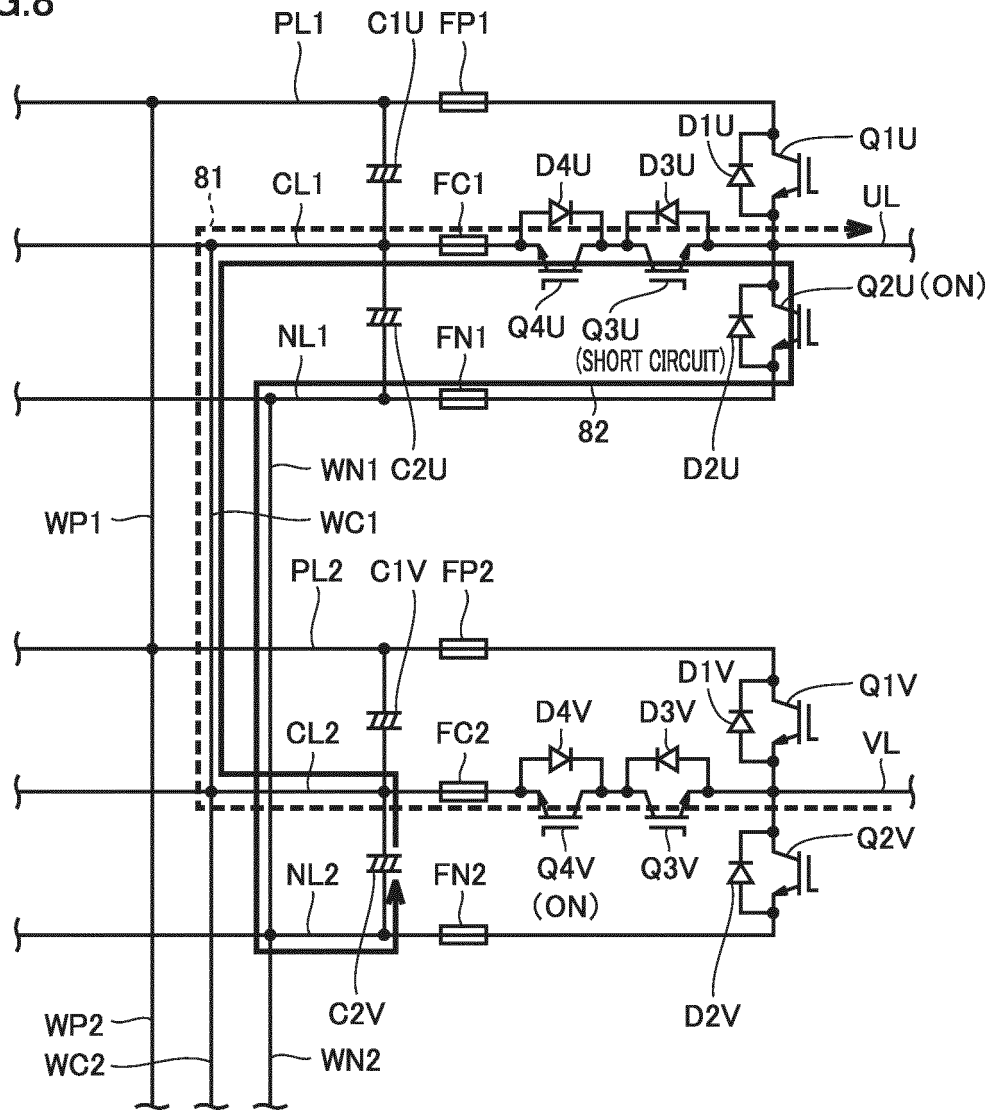 G.8
PL1 C1U FP1
D1U Q1U
81 CL1 FC1 D4U D3U UL
Q2U(ON)
NL1 FN1 Q4U Q3U
(SHORT CIRCUIT)
82
WN1 C2U D2U
WP1 WC1
PL2 C1V FP2
D1V Q1V
CL2 FC2 D4V D3V VL
Q2V
NL2 FN2 Q4V Q3V
(ON)
C2V D2V
WP2
WC2 WN2